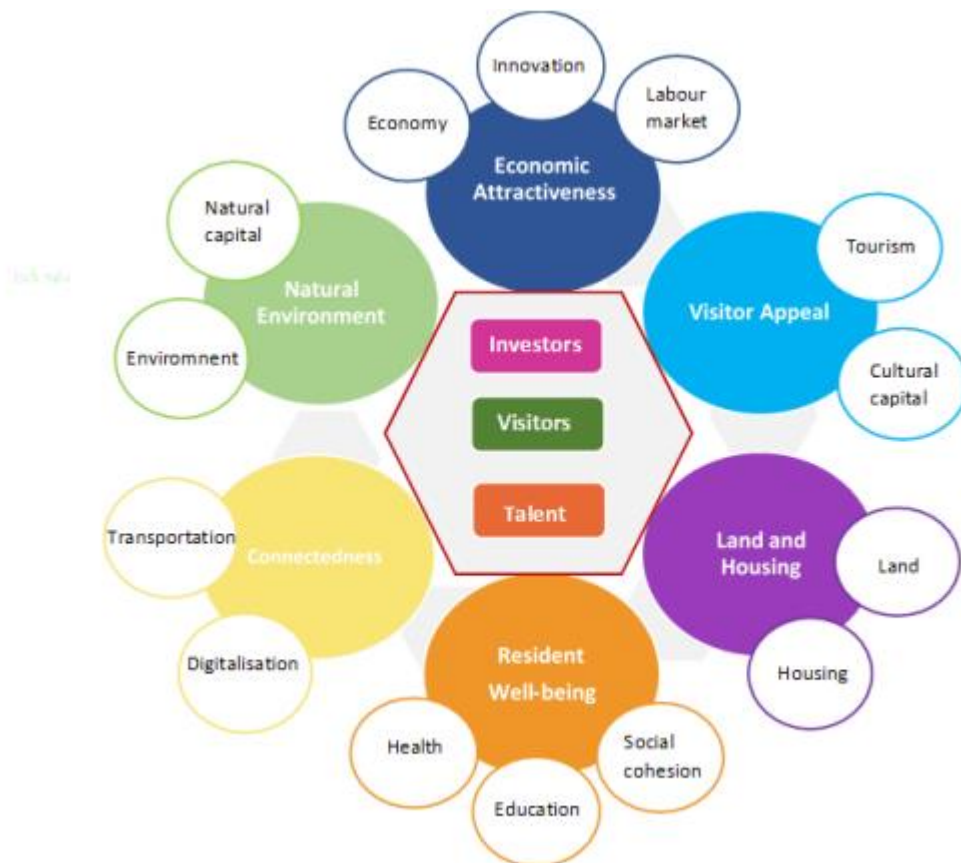 Innovation
Economy
Labour
market
Economic
Attractiveness
Natural
capital
Natural
Environment
Enviromnent
Tourism
Visitor Appeal
Cultural
capital
Investors
Visitors
Talent
Transportation
Connectedness
Digitalisation
Land and
Housing
Land
Housing
Resident
Well-being
Health
Education
Social
cohesion